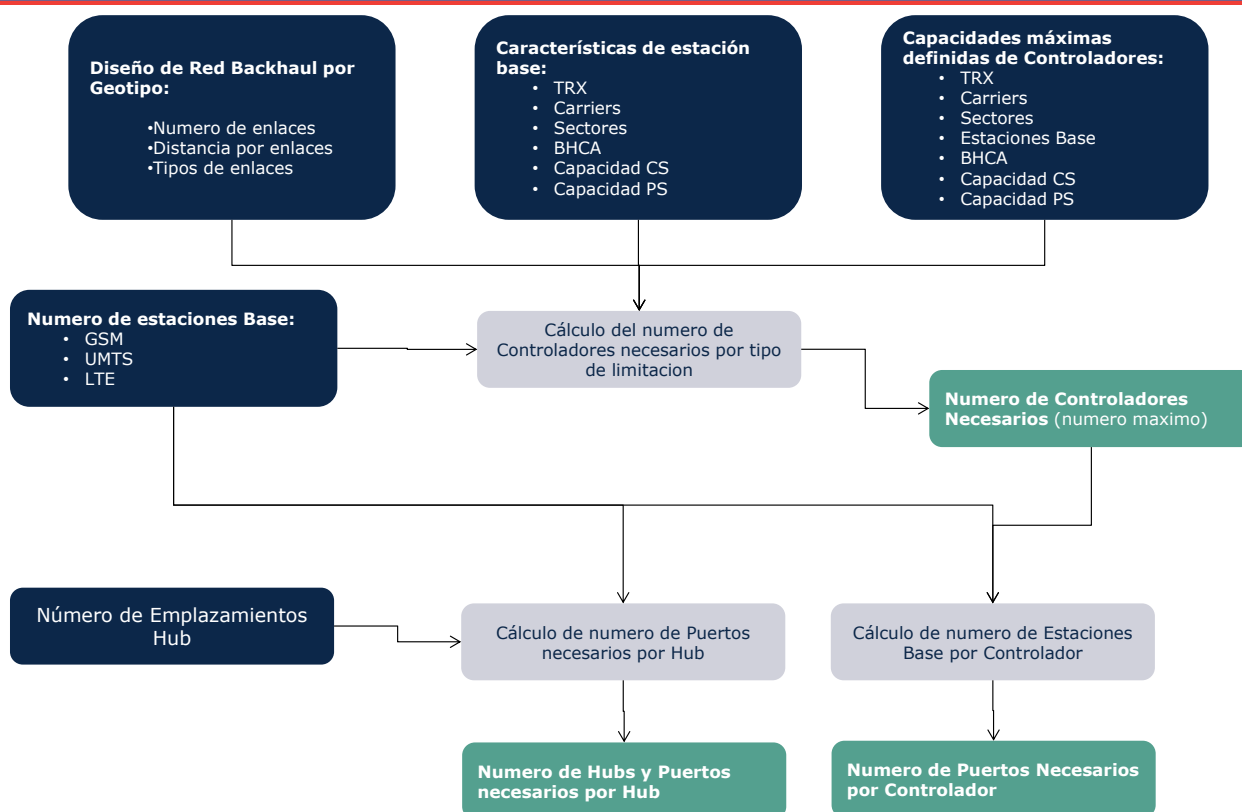 Diseño de Red Backhaul por
Geotipo:
•Numero de enlaces
•Distancia por enlaces
•Tipos de enlaces
Características de estación
base:
• TRX
• Carriers
• Sectores
• BHCA
• Capacidad CS
• Capacidad PS
Capacidades máximas
definidas de Controladores:
• TRX
• Carriers
• Sectores
• Estaciones Base
• BHCA
• Capacidad CS
• Capacidad PS
Numero de estaciones Base:
• GSM
• UMTS
• LTE
Cálculo del numero de
Controladores necesarios por tipo
de limitacion
Numero de Controladores
Necesarios (numero maximo)
Número de Emplazamientos
Hub
Cálculo de numero de Puertos
necesarios por Hub
Cálculo de numero de Estaciones
Base por Controlador
Numero de Hubs y Puertos
necesarios por Hub
Numero de Puertos Necesarios
por Controlador